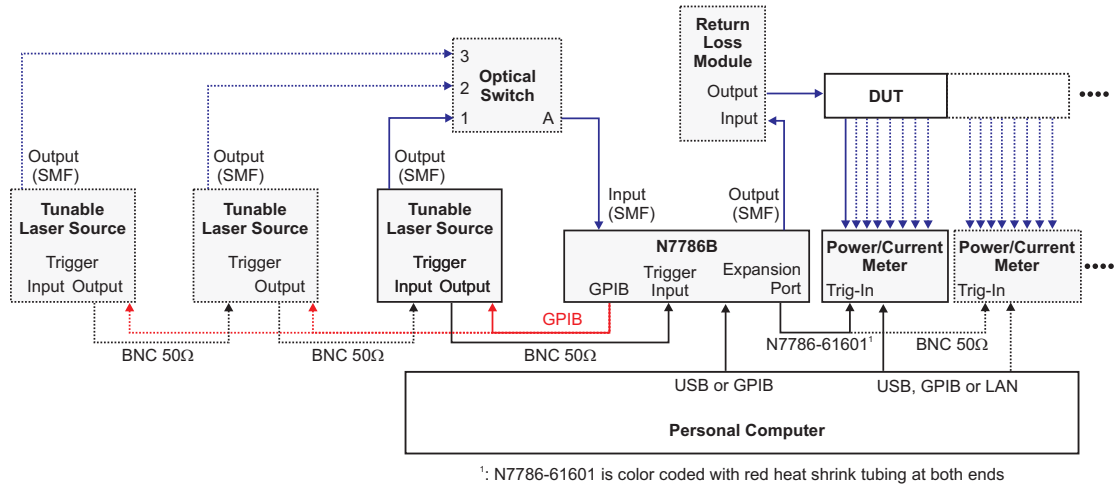 3
2
1
Optical
Switch
A
Return
Loss
Module
Output
Input
DUT
••••
Output
(SMF)
Output
(SMF)
Output
(SMF)
Input
(SMF)
Output
(SMF)
Tunable
Laser Source
Trigger
Input Output
Tunable
Laser Source
Trigger
Output
Tunable
Laser Source
Trigger
Input Output
N7786B
GPIB
Trigger
Input
Expansion
Port
Power/Current
Meter
Trig-In
Power/Current
Meter
Trig-In
••••
GPIB
BNC 50Ω
BNC 50Ω
BNC 50Ω
N7786-61601¹
BNC 50Ω
USB or GPIB
USB, GPIB or LAN
Personal Computer
¹: N7786-61601 is color coded with red heat shrink tubing at both ends